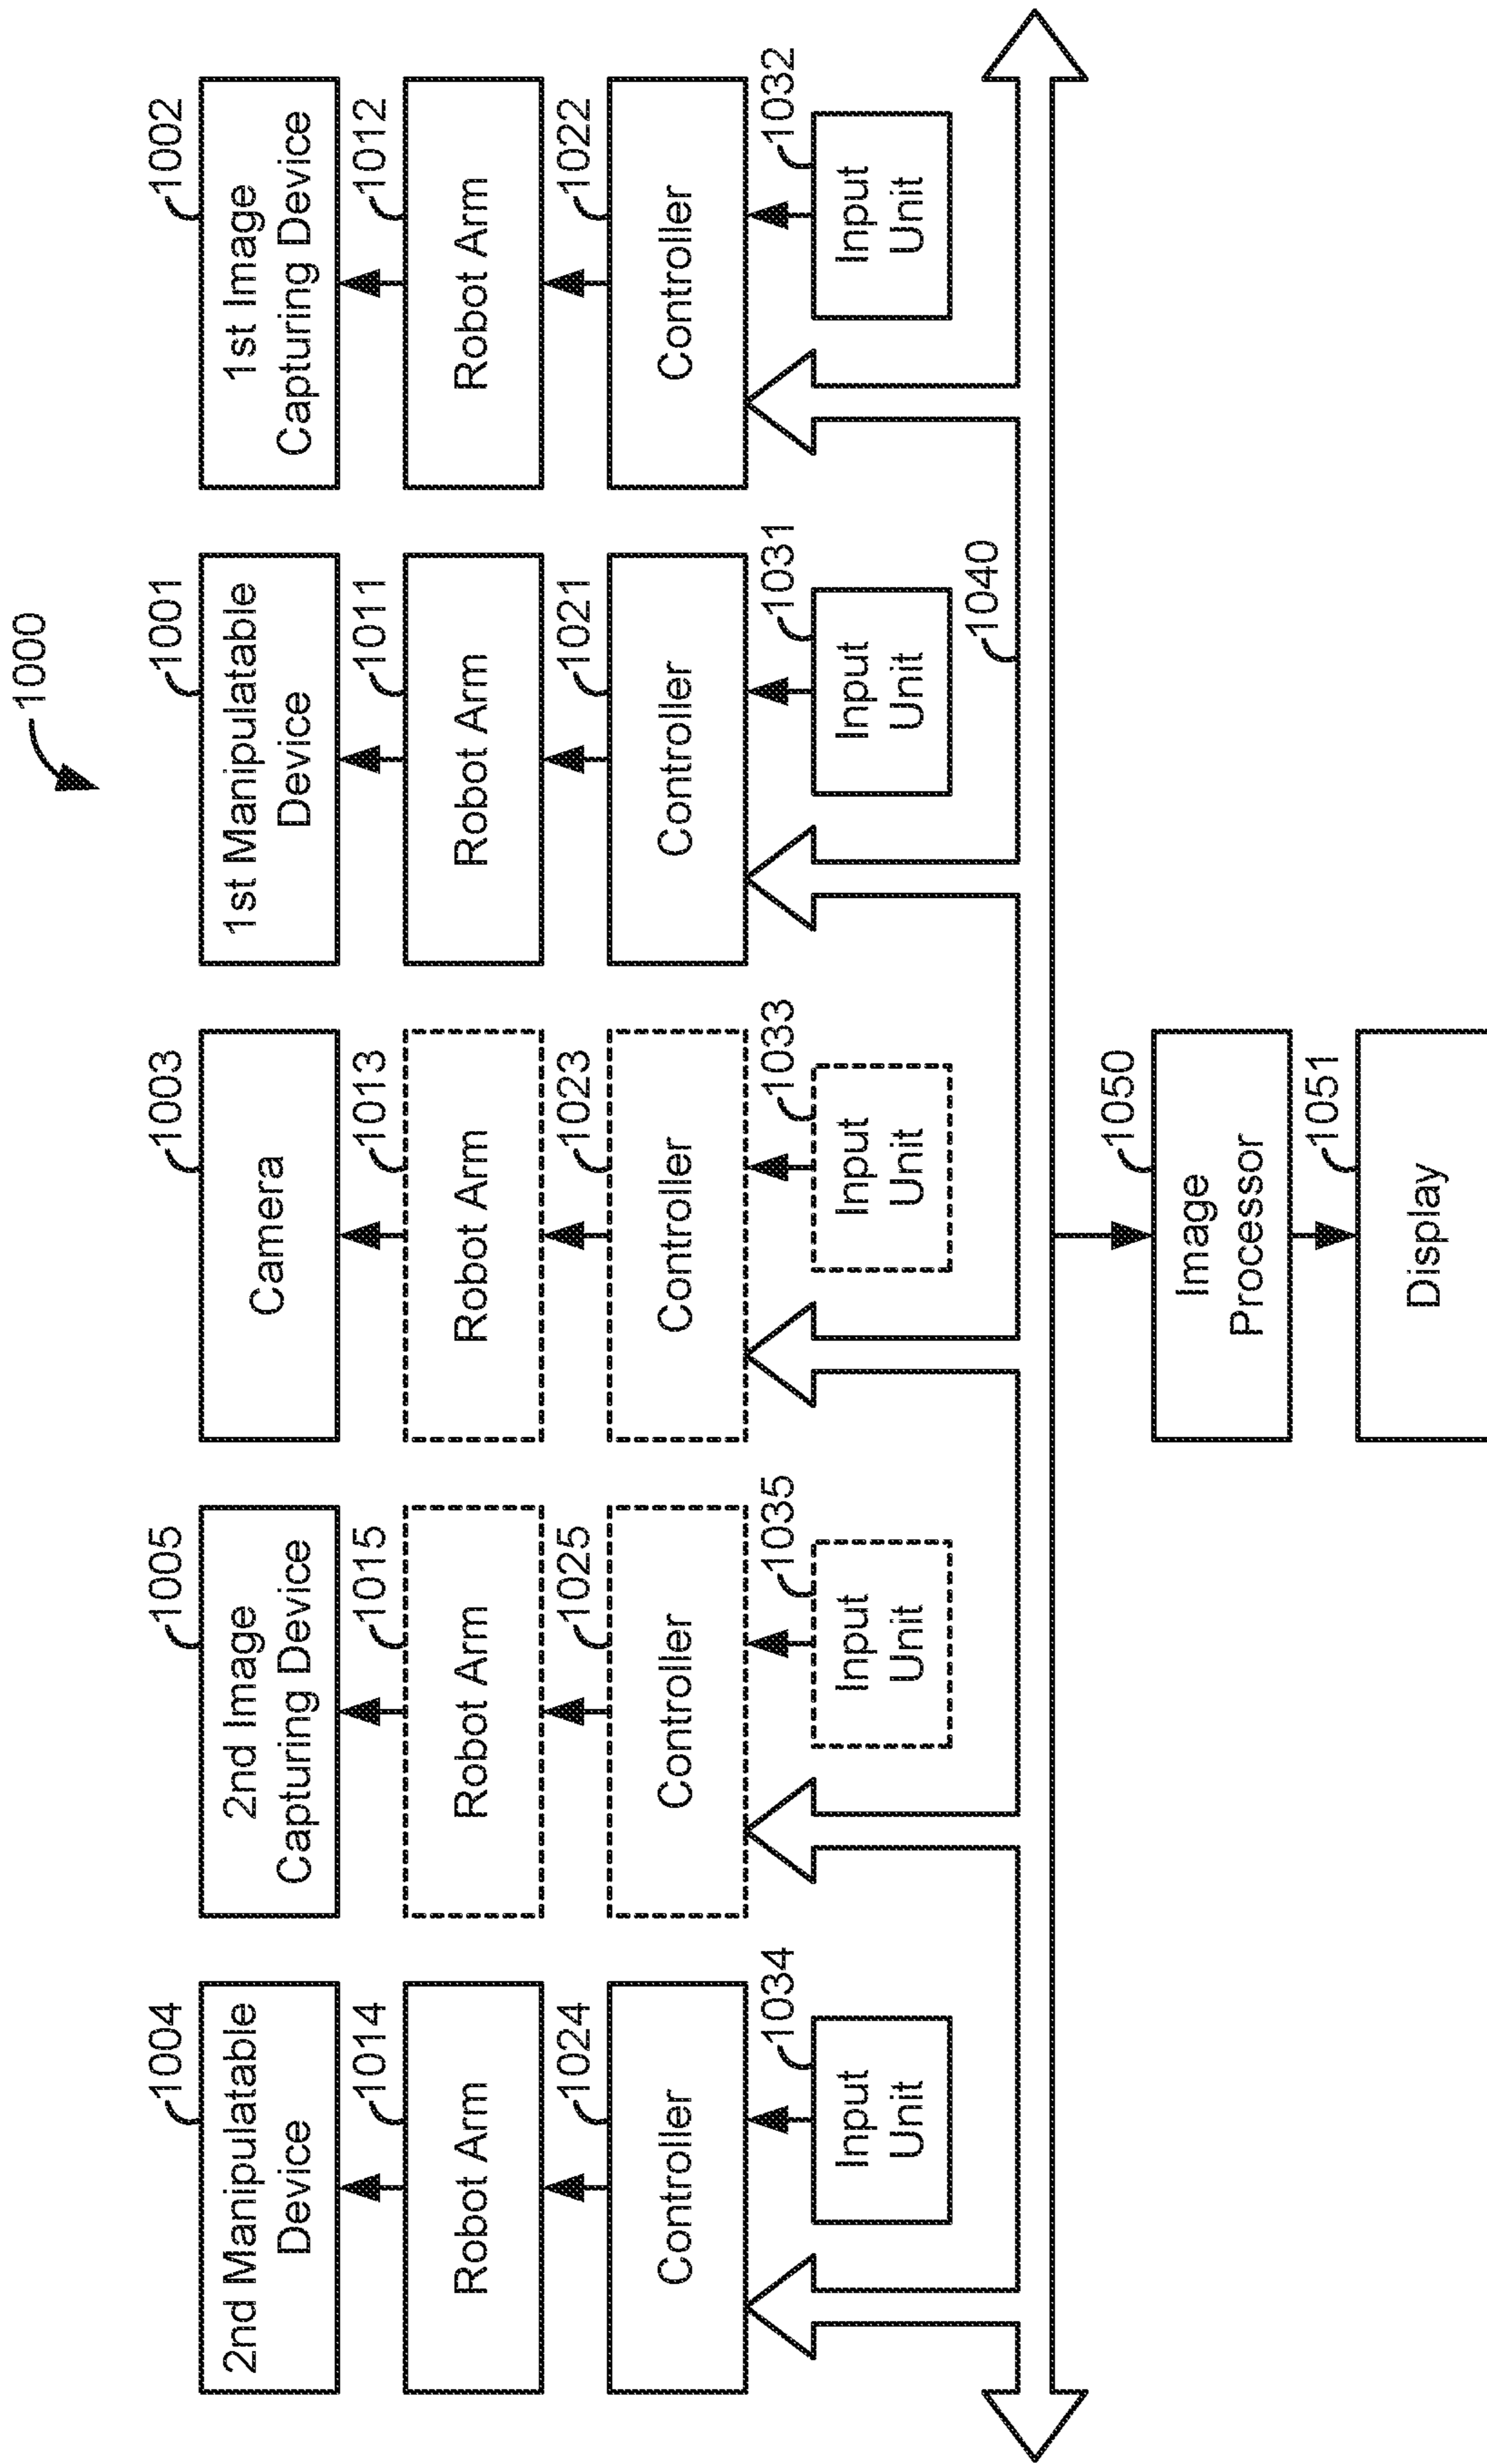 1000
1004
1005
1003
1001
1002
2nd Manipulatable
Device
2nd Image
Capturing Device
Camera
1st Manipulatable
Device
1st Image
Capturing Device
1014
1015
1013
1011
1012
Robot Arm
Robot Arm
Robot Arm
Robot Arm
Robot Arm
1024
1025
1023
1021
1022
Controller
Controller
Controller
Controller
Controller
1034
1035
1033
1031
1032
Input
Unit
Input
Unit
Input
Unit
Input
Unit
Input
Unit
1040
1050
Image
Processor
1051
Display